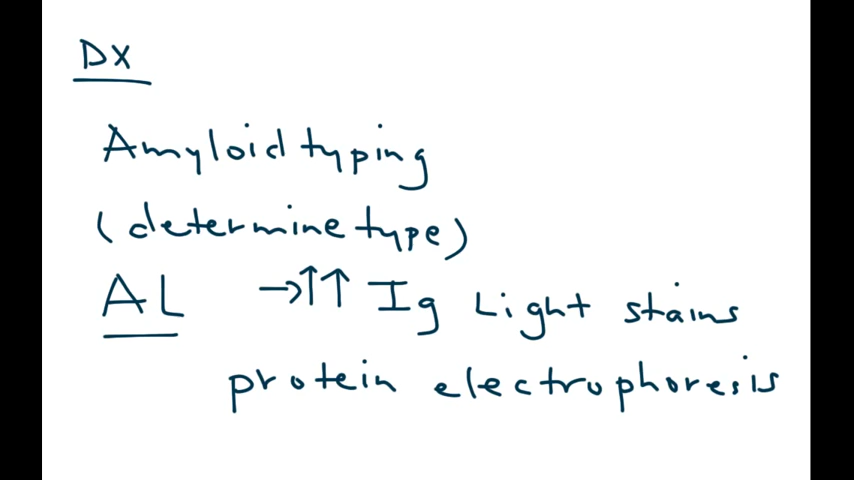 Dx
Amyloid typing
(determine type)
AL →↑↑ Ig Light stains
protein electrophoresis